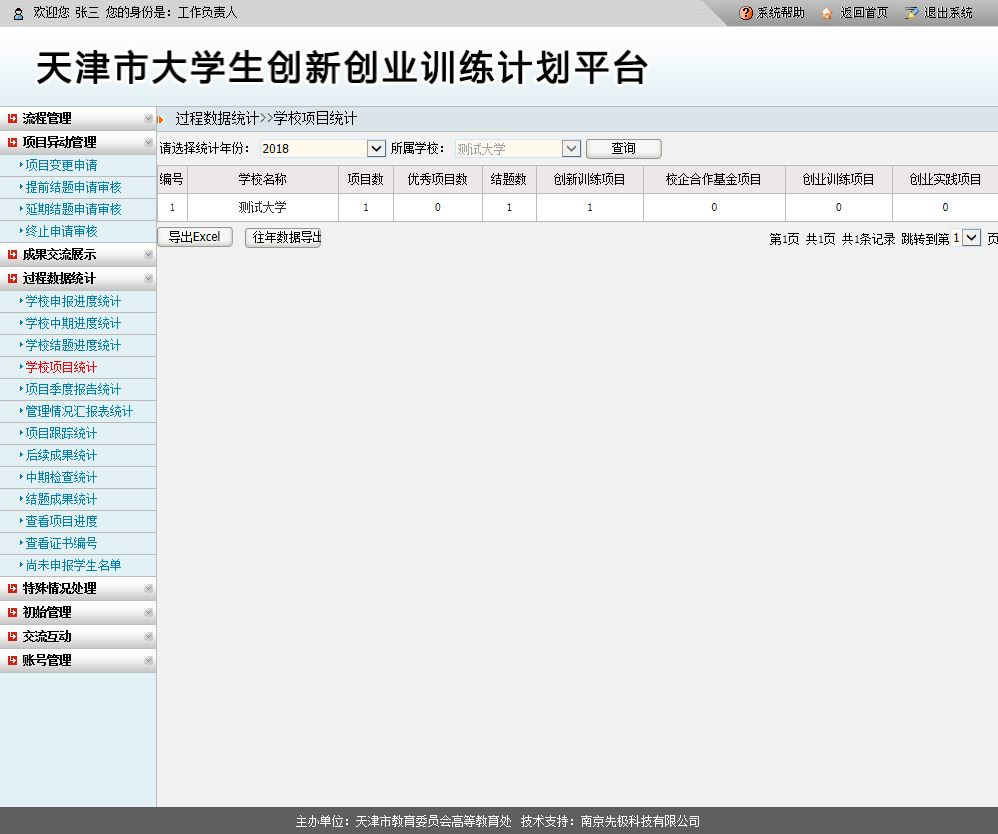 欢迎您 张三 您的身份是：工作负责人 系统帮助 返回首页 退出系统
天津市大学生创新创业训练计划平台
流程管理
项目异动管理
项目变更申请
提前结题申请审核
延期结题申请审核
终止申请审核
成果交流展示
过程数据统计
学校申报进度统计
学校中期进度统计
学校结题进度统计
学校项目统计
项目季度报告统计
管理情况汇报表统计
项目跟踪统计
后续成果统计
中期检查统计
结题成果统计
查看项目进度
查看证书编号
尚未申报学生名单
特殊情况处理
初始管理
交流互动
账号管理
过程数据统计>>学校项目统计
请选择统计年份： 2018 所属学校： 测试大学 查询
编号 学校名称 项目数 优秀项目数 结题数 创新训练项目 校企合作基金项目 创业训练项目 创业实践项目
1 测试大学 1 0 1 1 0 0 0
导出Excel 往年数据导出 第1页 共1页 共1条记录 跳转到第 1 页
主办单位：天津市教育委员会高等教育处 技术支持：南京先极科技有限公司